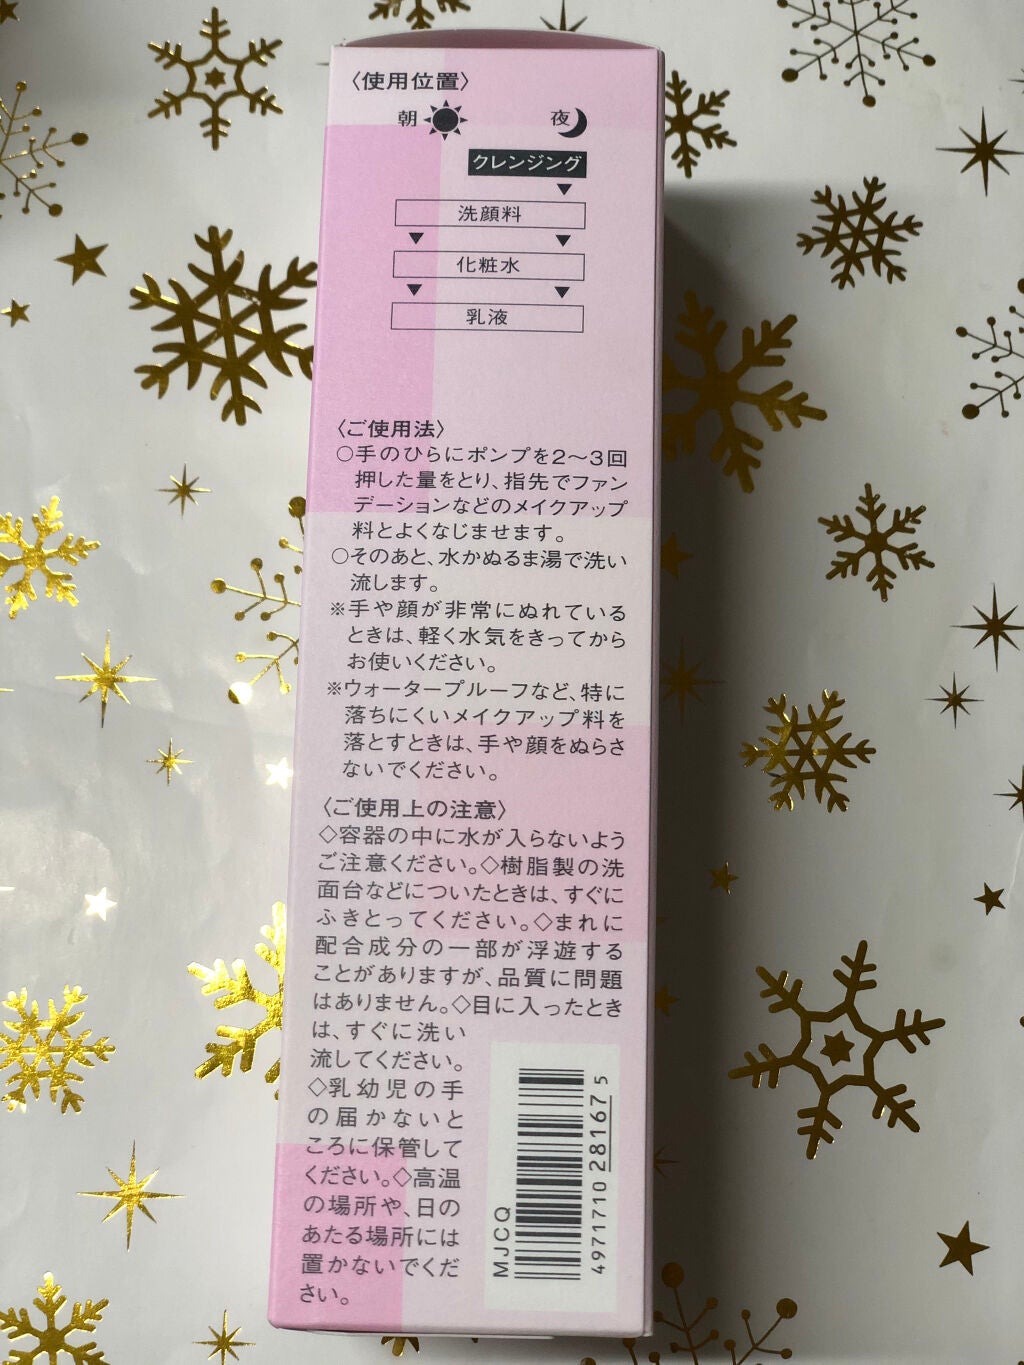 〈使用位置〉
朝 夜
クレンジング
洗顔料
化粧水
乳液
〈ご使用法〉
○手のひらにポンプを2〜3回
押した量をとり、指先でファン
デーションなどのメイクアップ
料とよくなじませます。
○そのあと、水かぬるま湯で洗い
流します。
※手や顔が非常にぬれている
ときは、軽く水気をきってから
お使いください。
※ウォータープルーフなど、特に
落ちにくいメイクアップ料を
落とすときは、手や顔をぬらさ
ないでください。
〈ご使用上の注意〉
◇容器の中に水が入らないよう
ご注意ください。◇樹脂製の洗
面台などについたときは、すぐに
ふきとってください。◇まれに
配合成分の一部が浮遊する
ことがありますが、品質に問題
はありません。◇目に入ったとき
は、すぐに洗い
流してください。
◇乳幼児の手
の届かないと
ころに保管して
ください。◇高温
の場所や、日の
あたる場所には
置かないでくだ
さい。
MJCQ
4971710281675